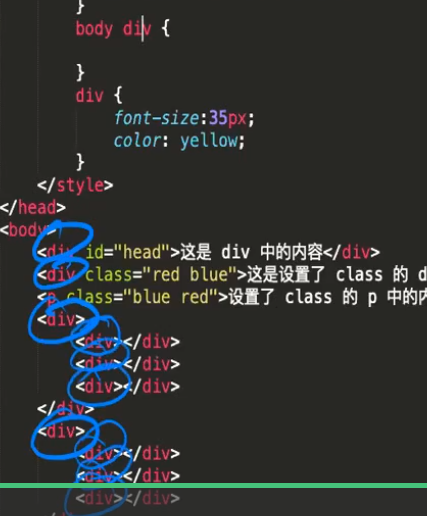 }
body div {
}
div {
font-size:35px;
color: yellow;
}
</style>
</head>
<body>
<div id="head">这是 div 中的内容</div>
<div class="red blue">这是设置了 class 的 d
<p class="blue red">设置了 class 的 p 中的内
<div>
<div></div>
<div></div>
<div></div>
</div>
<div>
<div></div>
<div></div>
<div></div>